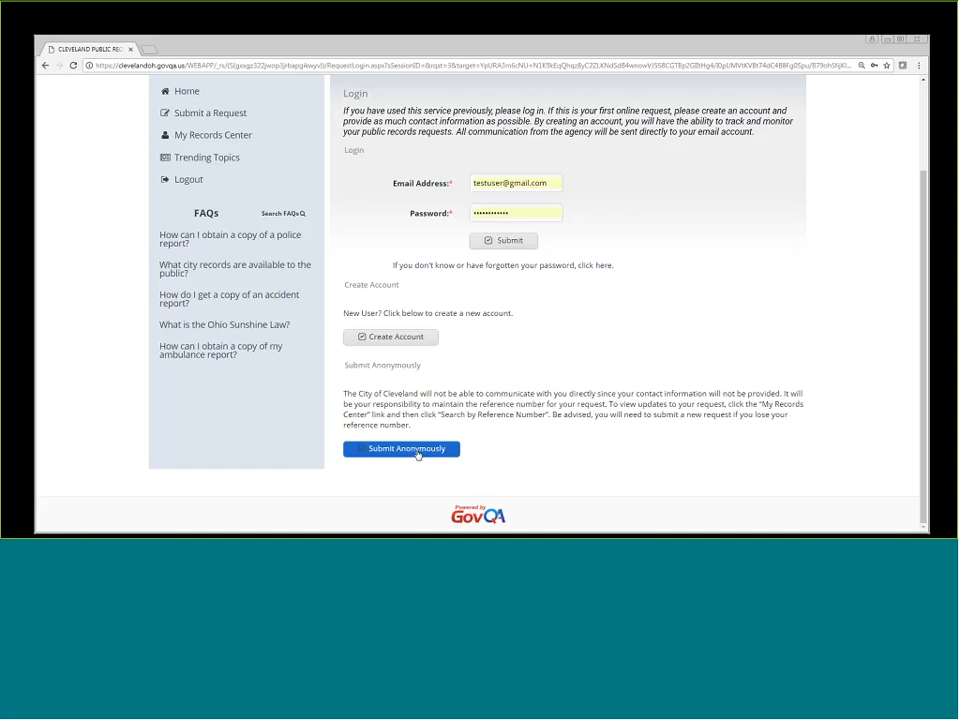 CLEVELAND PUBLIC REC
Home
Submit a Request
My Records Center
Trending Topics
Logout
FAQs
Search FAQs
How can I obtain a copy of a police
report?
What city records are available to the
public?
How do I get a copy of an accident
report?
What is the Ohio Sunshine Law?
How can I obtain a copy of my
ambulance report?
Login
If you have used this service previously, please log in. If this is your first online request, please create an account and
provide as much contact information as possible. By creating an account, you will have the ability to track and monitor
your public records requests. All communication from the agency will be sent directly to your email account.
Login
Email Address:*
testuser@gmail.com
Password:*
••••••••••••
Submit
If you don't know or have forgotten your password, click here.
Create Account
New User? Click below to create a new account.
Create Account
Submit Anonymously
The City of Cleveland will not be able to communicate with you directly since your contact information will not be provided. It will
be your responsibility to maintain the reference number for your request. To view updates to your request, click the "My Records
Center" link and then click "Search by Reference Number". Be advised, you will need to submit a new request if you lose your
reference number.
Submit Anonymously
Powered by
GovQA